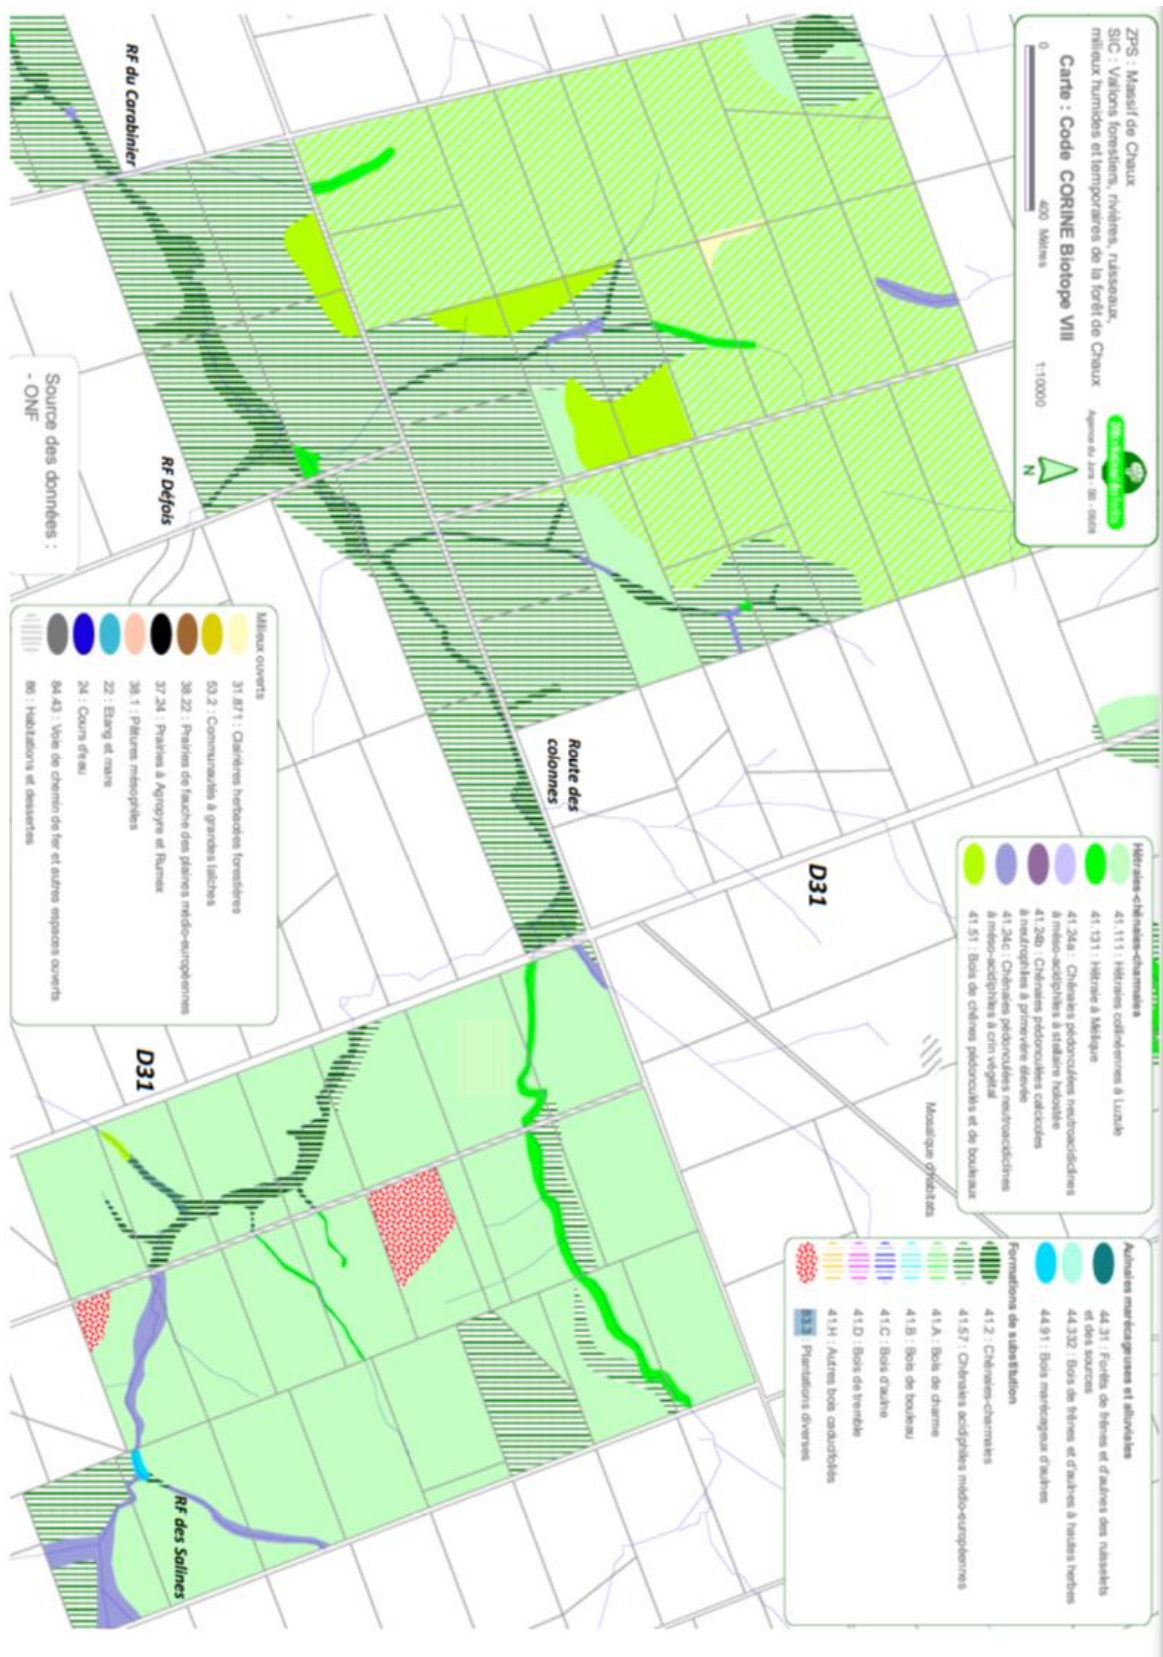 ZPS : Massif de Chaux
SIC : Vallons forestiers, rivières, ruisseaux,
milieux humides et temporaires de la forêt de Chaux
Carte : Code CORINE Biotope VIII
0
400 Mètres
1:10000
Agence du Jura - BB - 06/08
N
RF du Carabinier
RF Défois
Route des
colonnes
D31
D31
RF des Salines
Source des données :
- ONF
Milieux ouverts
31.871 : Clairières herbacées forestières
53.2 : Communautés à grandes laiches
38.22 : Prairies de fauche des plaines médio-européennes
37.24 : Prairies à Agropyre et Rumex
38.1 : Pâtures mésophiles
22 : Etang et mare
24 : Cours d'eau
84.43 : Voie de chemin de fer et autres espaces ouverts
86 : Habitations et dessertes
Hêtraies-chênaies-charmaies
41.111 : Hêtraies collinéennes à Luzule
41.131 : Hêtraie à Mélique
41.24a : Chênaies pédonculées neutroacidiclines
à méso-acidiphiles à stellaire holostée
41.24b : Chênaies pédonculées calcicoles
à neutrophiles à primevère élevée
41.24c : Chênaies pédonculées neutroacidiclines
à méso-acidiphiles à crin végétal
41.51 : Bois de chênes pédonculés et de bouleaux
Mosaïque d'habitats
Aulnaies marécageuses et alluviales
44.31 : Forêts de frênes et d'aulnes des ruisselets
et des sources
44.332 : Bois de frênes et d'aulnes à hautes herbes
44.91 : Bois marécageux d'aulnes
Formations de substitution
41.2 : Chênaies-charmaies
41.57 : Chênaies acidiphiles médio-européennes
41.A : Bois de charme
41.B : Bois de bouleau
41.C : Bois d'aulne
41.D : Bois de tremble
41.H : Autres bois caducifoliés
83.3 : Plantations diverses